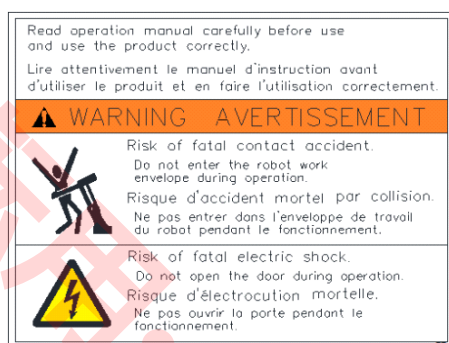 Read operation manual carefully before use
and use the product correctly.
Lire attentivement le manuel d'instruction avant
d'utiliser le produit et en faire l'utilisation correctement.
WARNING AVERTISSEMENT
Risk of fatal contact accident.
Do not enter the robot work
envelope during operation.
Risque d'accident mortel par collision.
Ne pas entrer dans l'enveloppe de travail
du robot pendant le fonctionnement.
Risk of fatal electric shock.
Do not open the door during operation.
Risque d'électrocution mortelle.
Ne pas ouvrir la porte pendant le
fonctionnement.